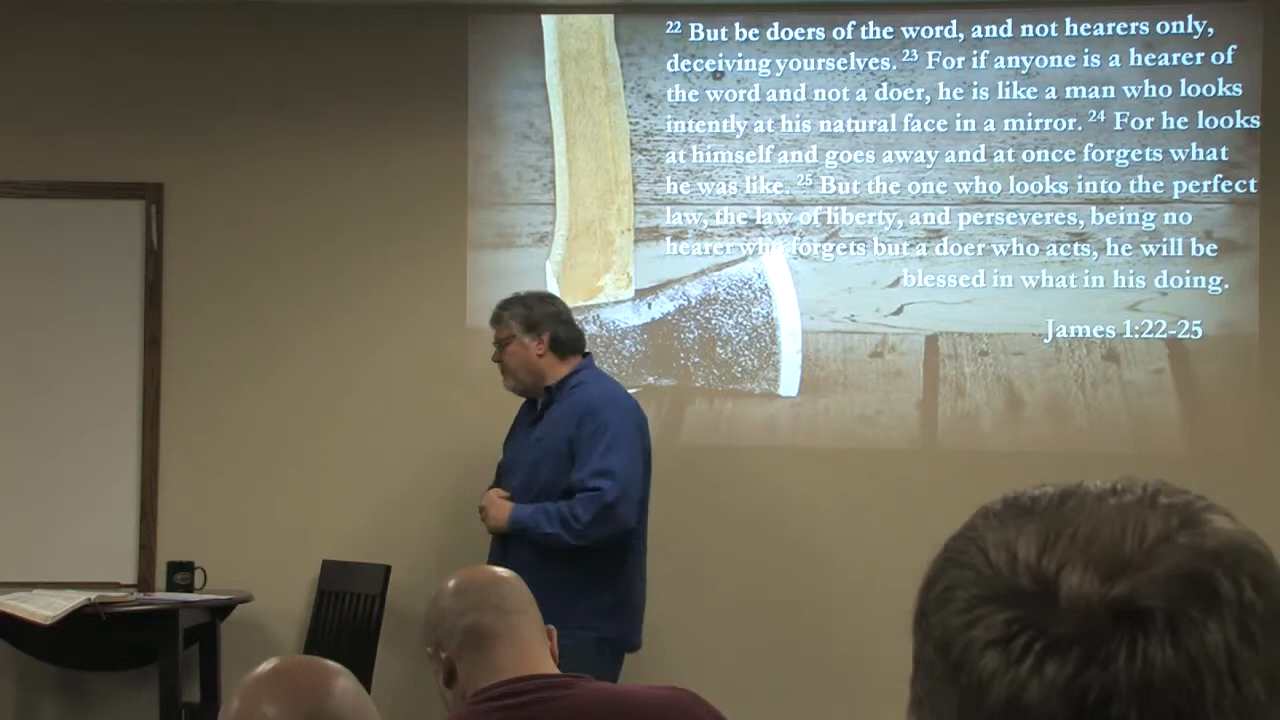 22 But be doers of the word, and not hearers only,
deceiving yourselves. 23 For if anyone is a hearer of
the word and not a doer, he is like a man who looks
intently at his natural face in a mirror. 24 For he looks
at himself and goes away and at once forgets what
he was like. 25 But the one who looks into the perfect
law, the law of liberty, and perseveres, being no
hearer who forgets but a doer who acts, he will be
blessed in what in his doing.
James 1:22-25